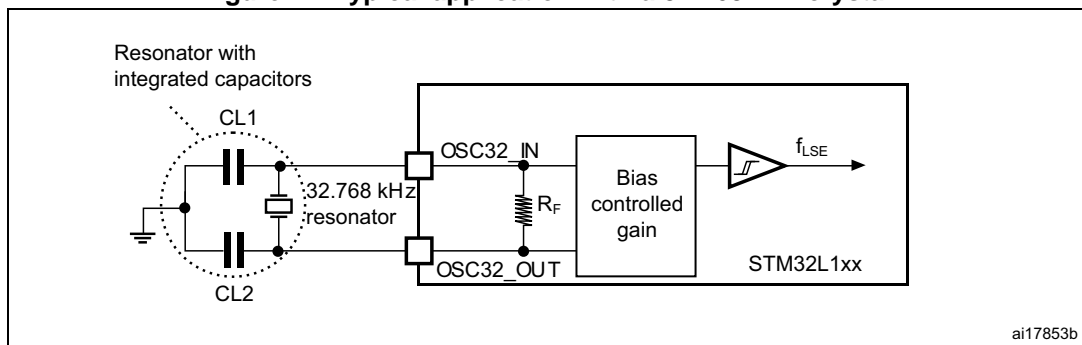 Resonator with
integrated capacitors
CL1
OSC32_IN
fLSE
32.768 kHz
resonator
RF
Bias
controlled
gain
OSC32_OUT
STM32L1xx
CL2
ai17853b